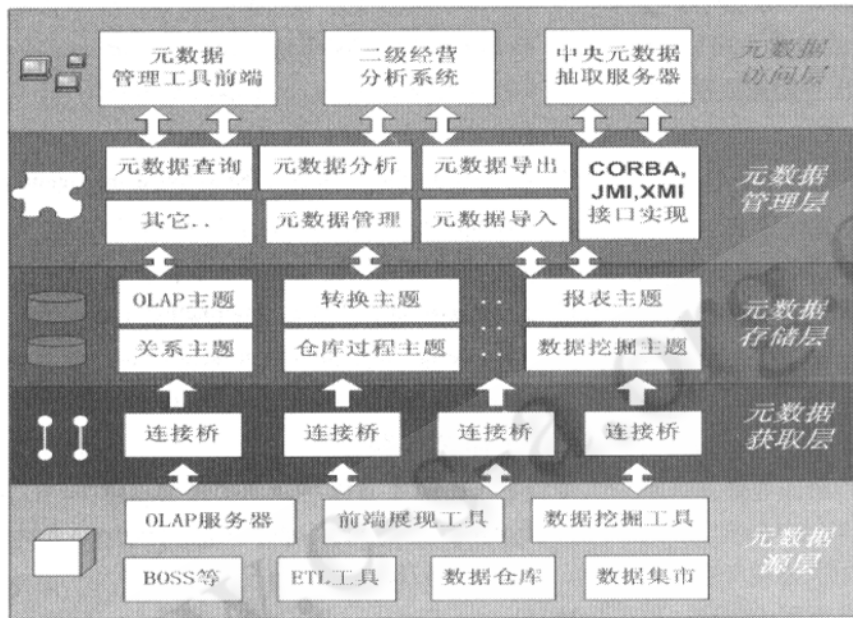 元数据
管理工具前端
二级经营
分析系统
中央元数据
抽取服务器
元数据
访问层
元数据查询
元数据分析
元数据导出
CORBA,
JMI,XMI
接口实现
其它..
元数据管理
元数据导入
元数据
管理层
OLAP主题
转换主题
报表主题
关系主题
仓库过程主题
数据挖掘主题
元数据
存储层
连接桥
连接桥
连接桥
连接桥
元数据
获取层
OLAP服务器
前端展现工具
数据挖掘工具
BOSS等
ETL工具
数据仓库
数据集市
元数据
源层